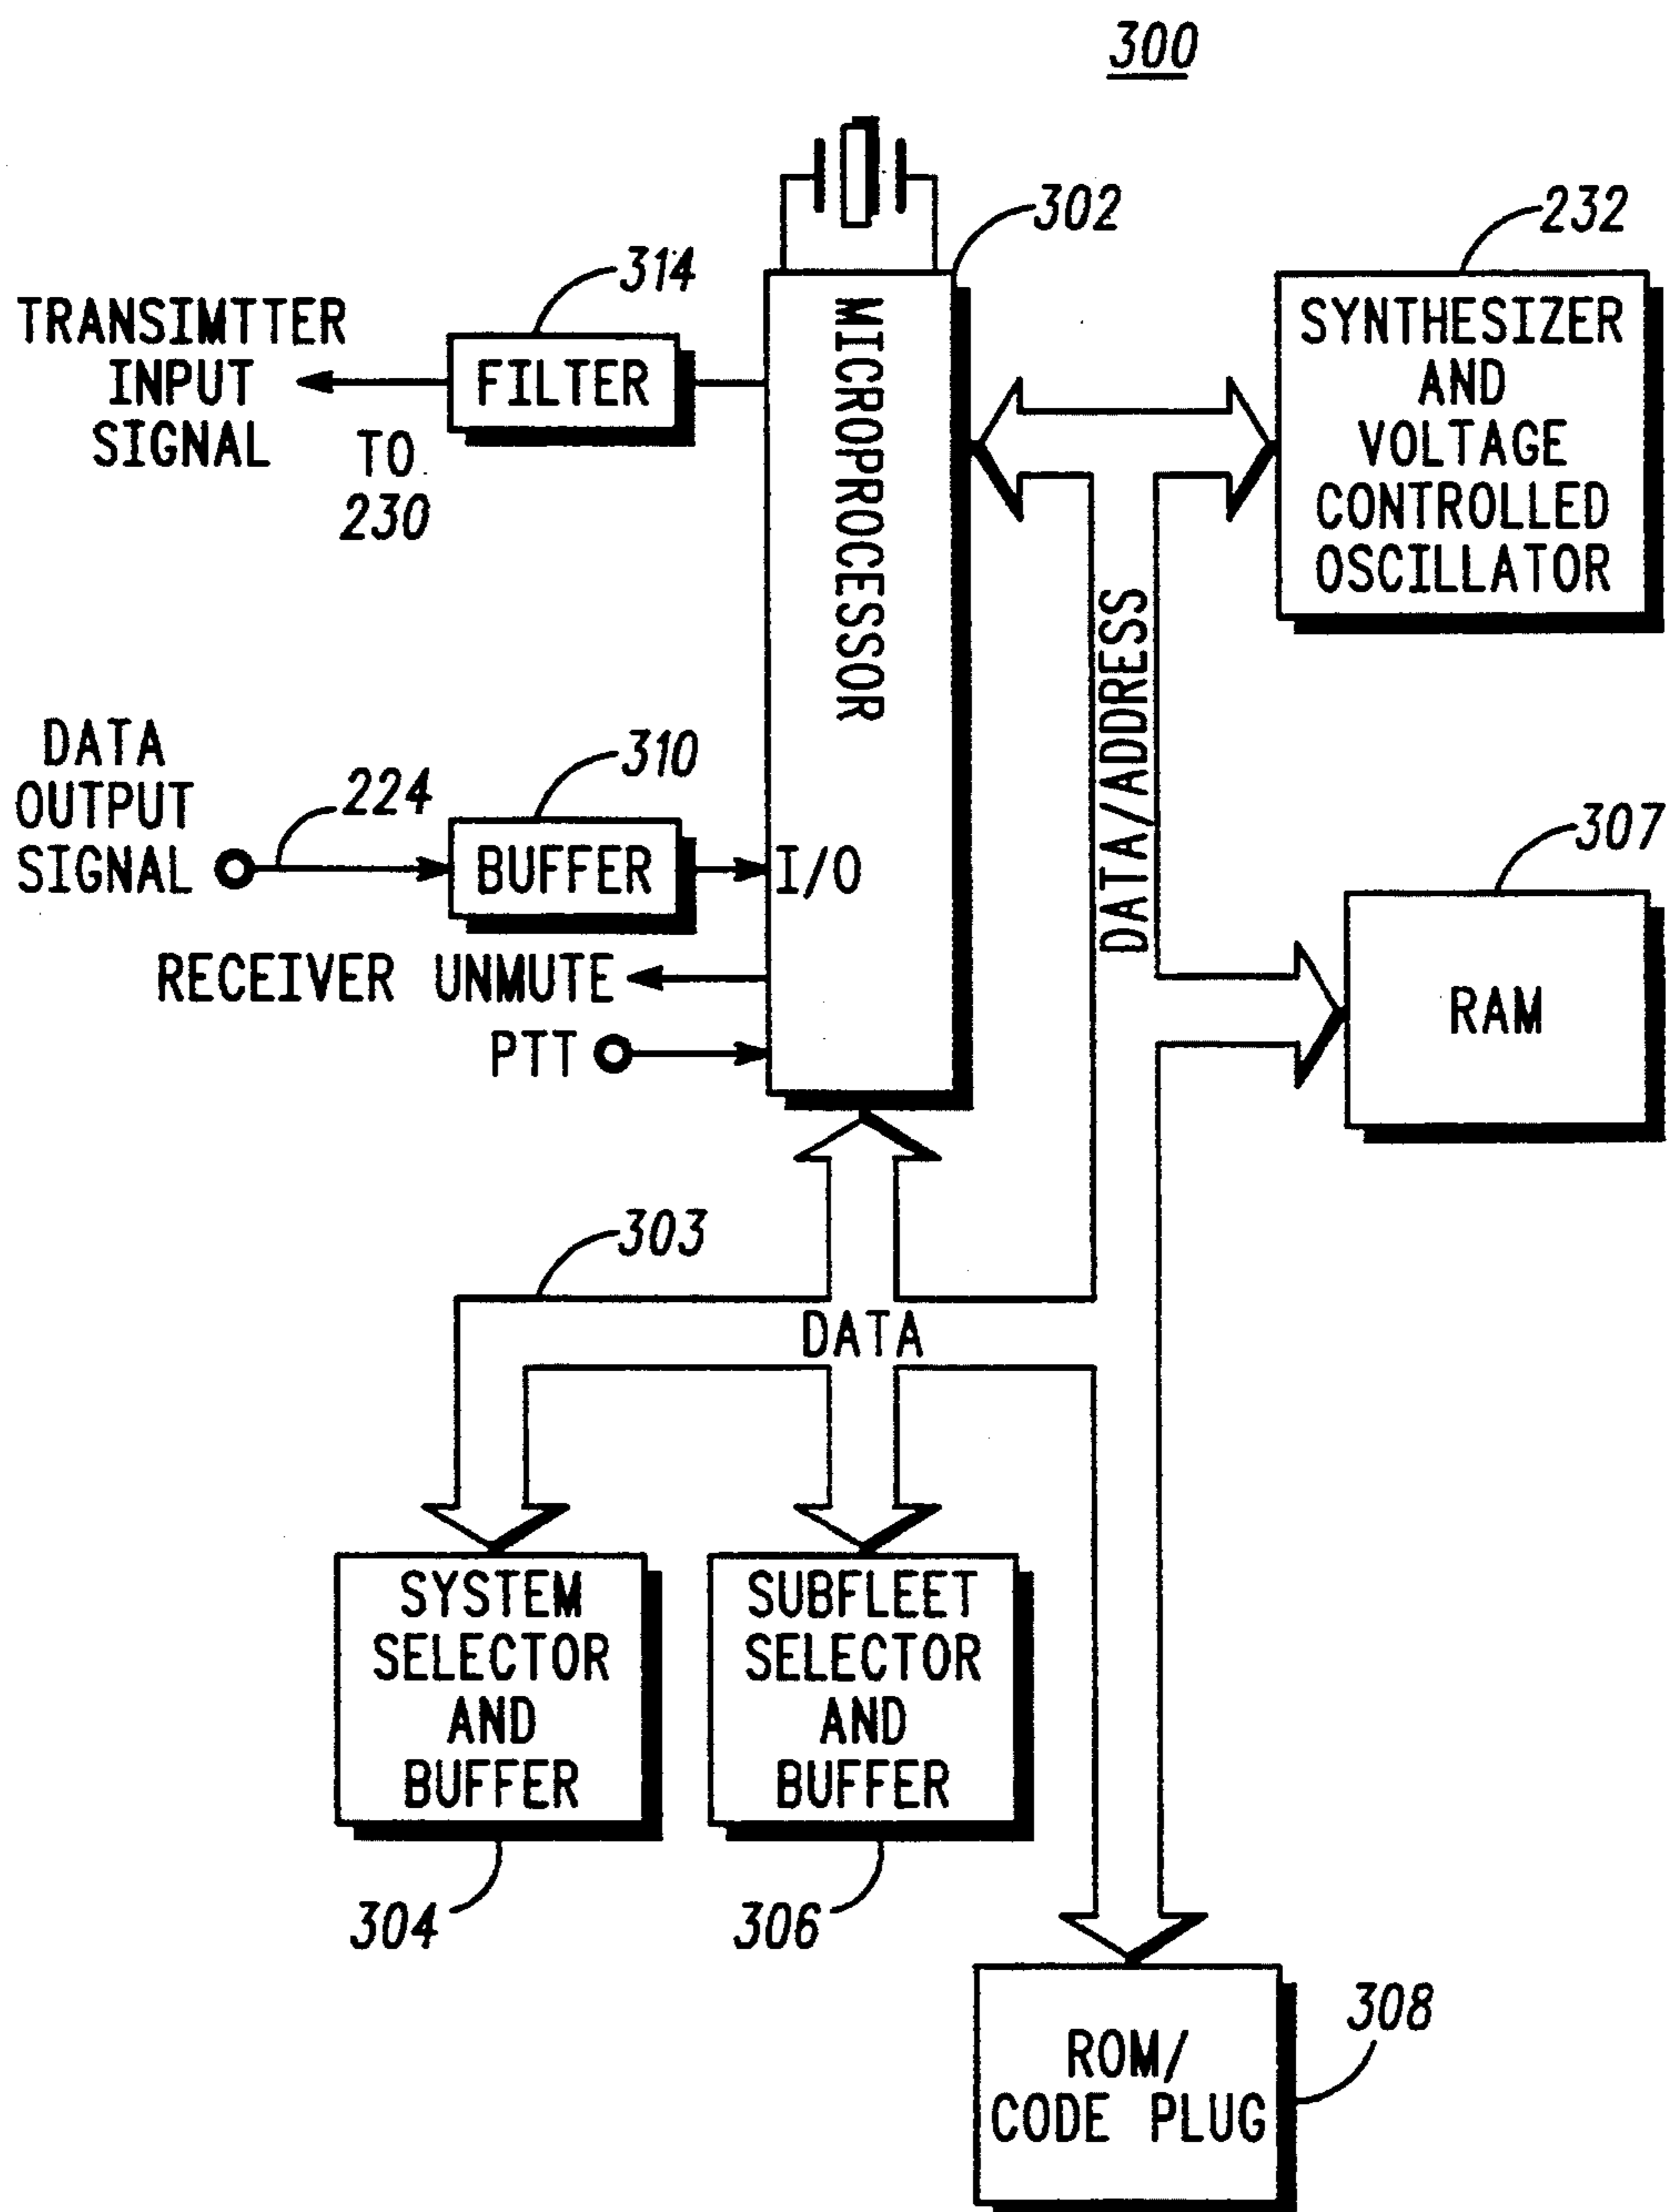 300
302
232
314
TRANSIMTTER
INPUT
SIGNAL
FILTER
TO
230
MICROPROCESSOR
SYNTHESIZER
AND
VOLTAGE
CONTROLLED
OSCILLATOR
DATA/ADDRESS
DATA
OUTPUT
SIGNAL
224
310
BUFFER
I/O
307
RAM
RECEIVER UNMUTE
PTT
303
DATA
SYSTEM
SELECTOR
AND
BUFFER
SUBFLEET
SELECTOR
AND
BUFFER
304
306
308
ROM/
CODE PLUG